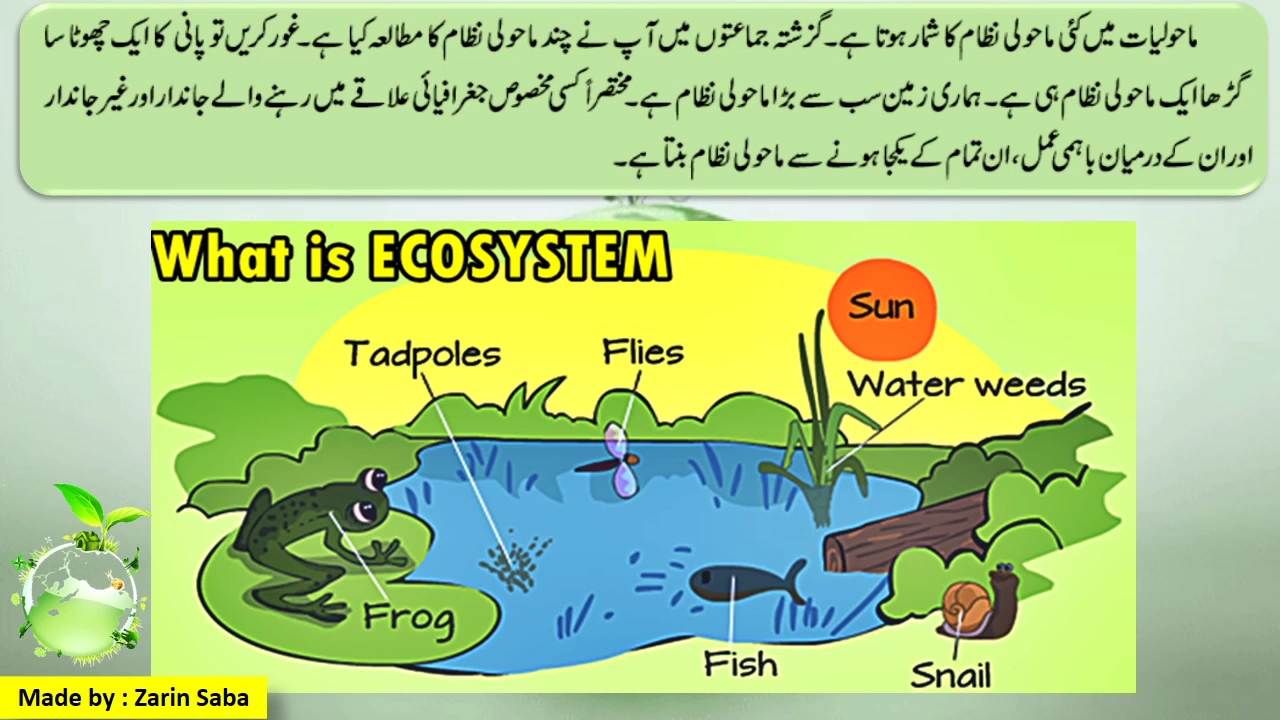 ماحولیات میں کئی ماحولی نظام کا شمار ہوتا ہے۔ گزشتہ جماعتوں میں آپ نے چند ماحولی نظام کا مطالعہ کیا ہے۔ غور کریں تو پانی کا ایک چھوٹا سا
گڑھا ایک ماحولی نظام ہی ہے۔ ہماری زمین سب سے بڑا ماحولی نظام ہے۔ مختصراً کسی مخصوص جغرافیائی علاقے میں رہنے والے جاندار اور غیر جاندار
اور ان کے درمیان باہمی عمل، ان تمام کے یکجا ہونے سے ماحولی نظام بنتا ہے۔
What is ECOSYSTEM
Sun
Tadpoles
Flies
Water weeds
Frog
Fish
Snail
Made by : Zarin Saba